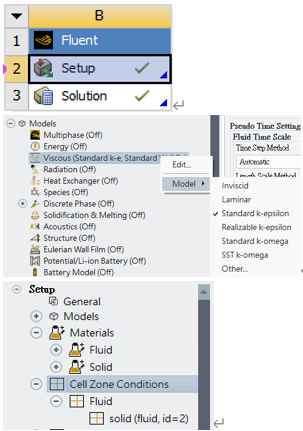 B
1 Fluent
2 Setup
3 Solution
Models
Multiphase (Off)
Energy (Off)
Viscous (Standard k-e, Standard
Radiation (Off)
Heat Exchanger (Off)
Species (Off)
Discrete Phase (Off)
Solidification & Melting (Off)
Acoustics (Off)
Structure (Off)
Eulerian Wall Film (Off)
Potential/Li-ion Battery (Off)
Battery Model (Off)
Edit...
Model
Inviscid
Laminar
Standard k-epsilon
Realizable k-epsilon
Standard k-omega
SST k-omega
Other...
Pseudo Time Setting
Fluid Time Scale
Time Step Method
Automatic
Length Scale Method
Setup
General
Models
Materials
Fluid
Solid
Cell Zone Conditions
Fluid
solid (fluid, id=2)